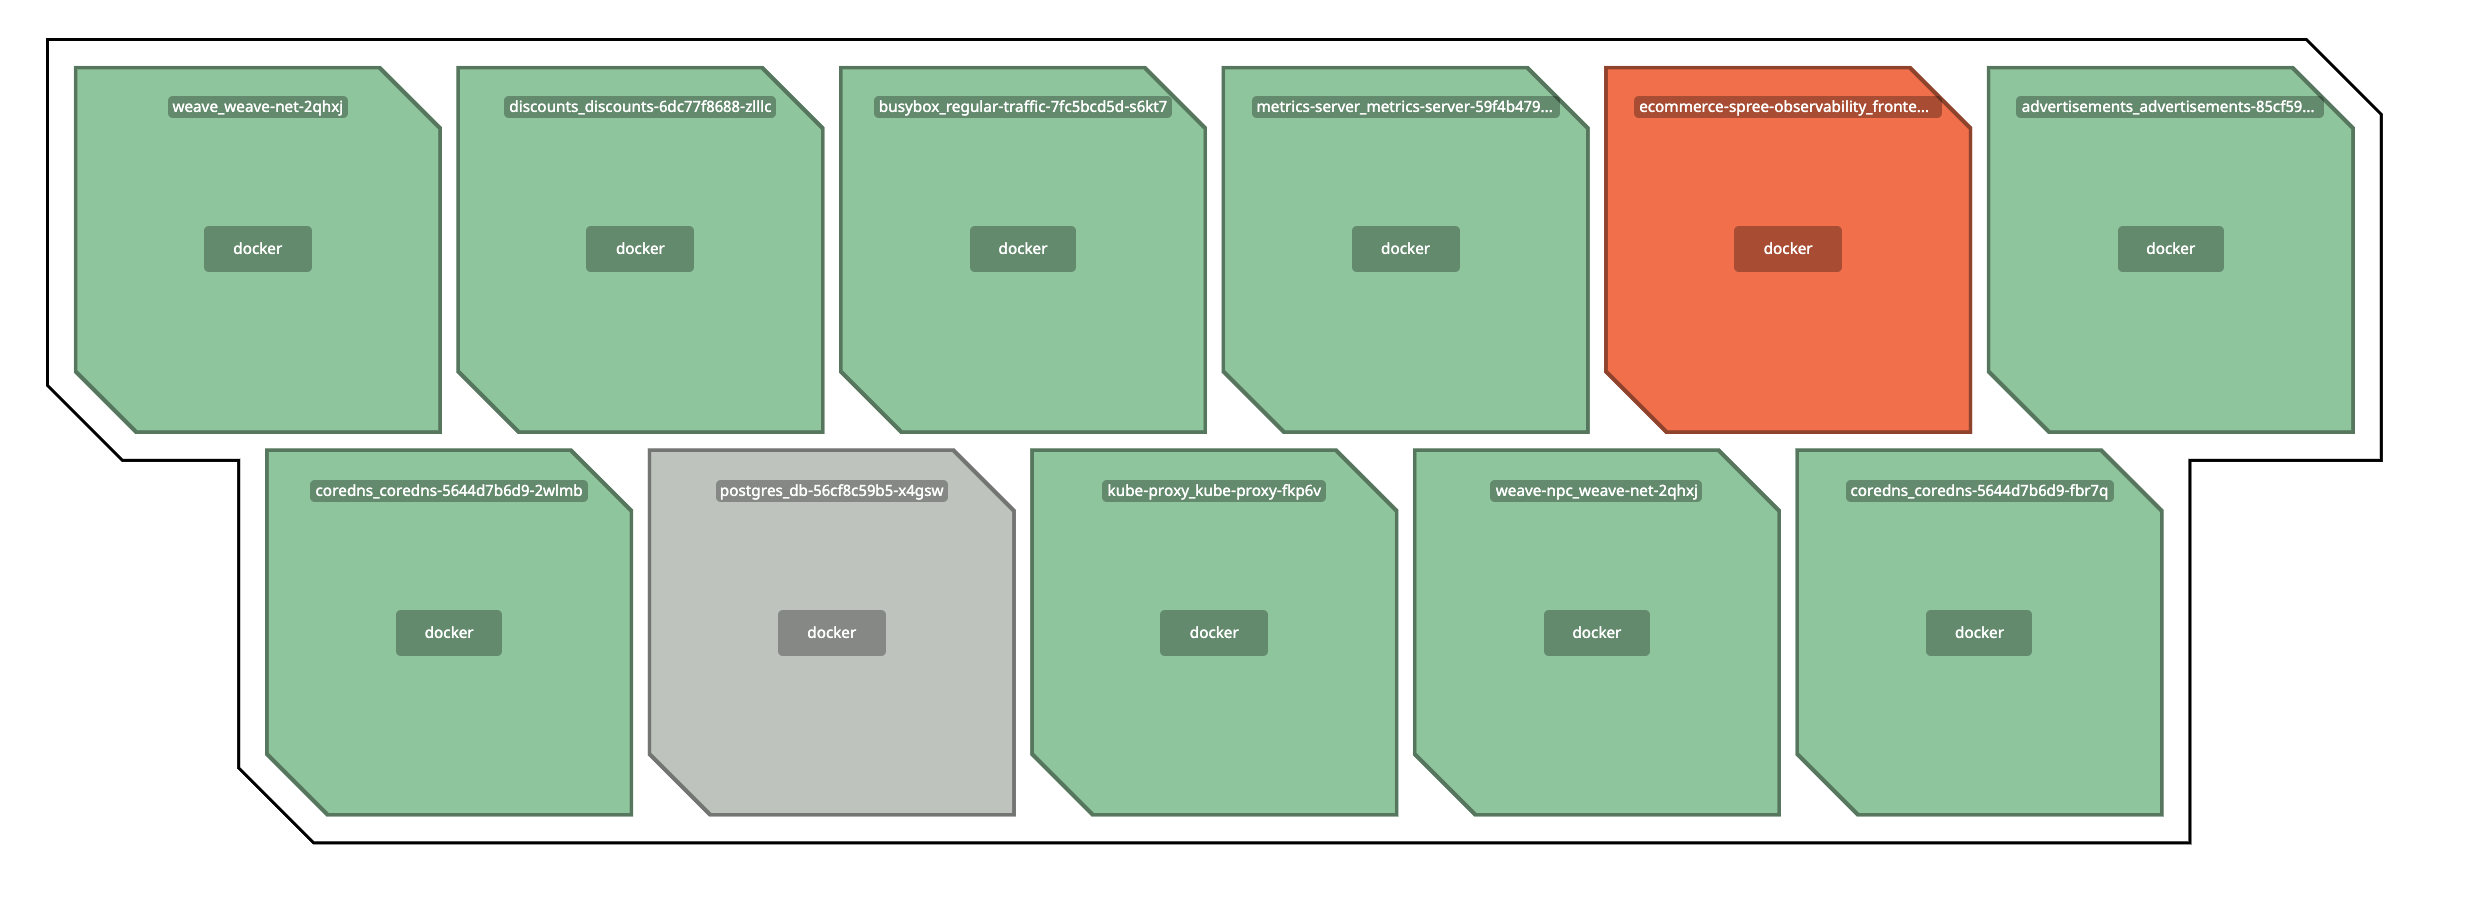 weave_weave-net-2qhxj
discounts_discounts-6dc77f8688-zlllc
busybox_regular-traffic-7fc5bcd5d-s6kt7
metrics-server_metrics-server-59f4b479...
ecommerce-spree-observability_fronte...
advertisements_advertisements-85cf59...
docker
docker
docker
docker
docker
docker
coredns_coredns-5644d7b6d9-2wlmb
postgres_db-56cf8c59b5-x4gsw
kube-proxy_kube-proxy-fkp6v
weave-npc_weave-net-2qhxj
coredns_coredns-5644d7b6d9-fbr7q
docker
docker
docker
docker
docker